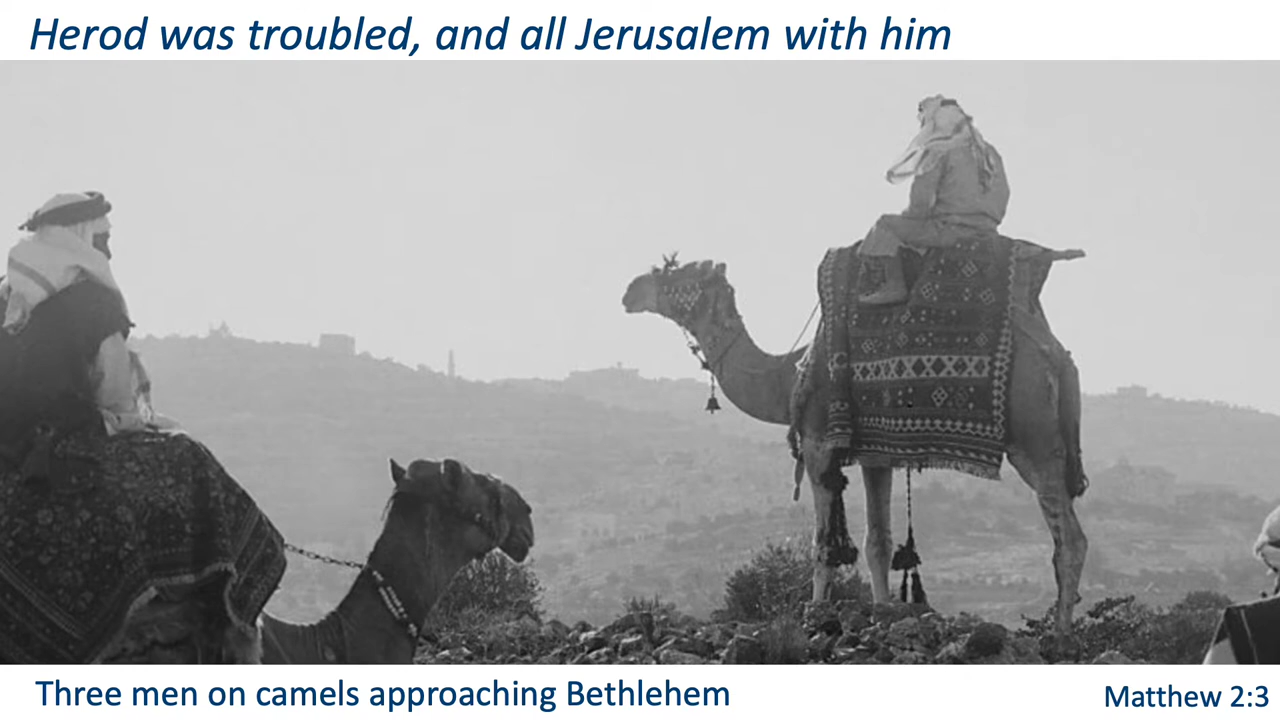 Herod was troubled, and all Jerusalem with him
Three men on camels approaching Bethlehem
Matthew 2:3